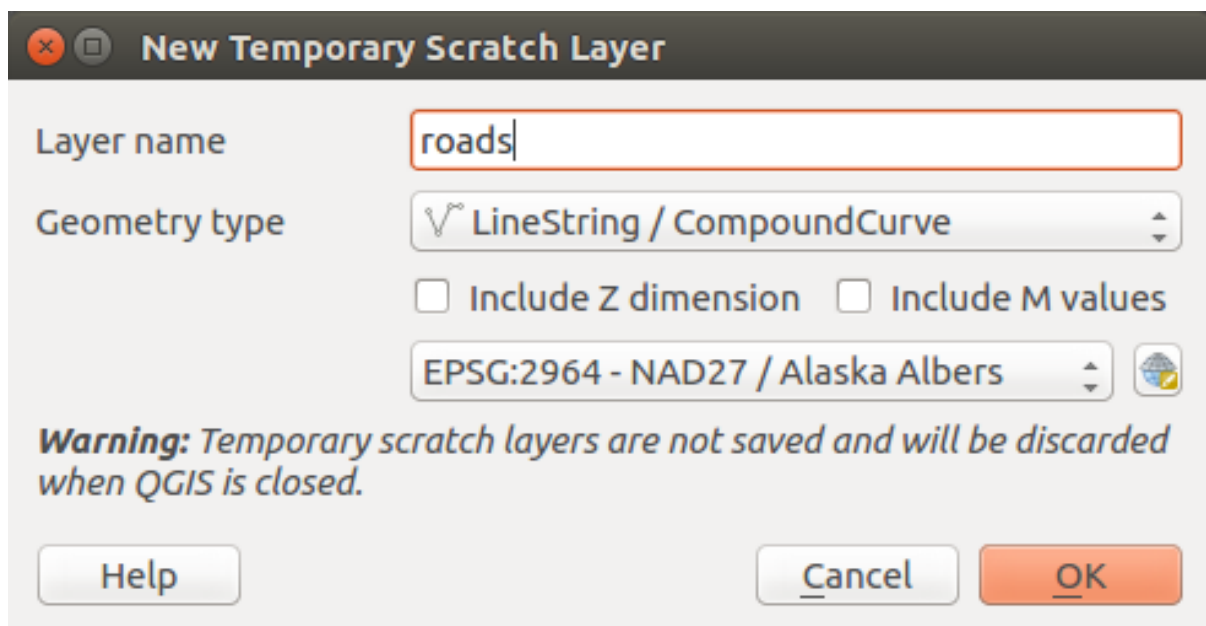 New Temporary Scratch Layer
Layer name
roads
Geometry type
LineString / CompoundCurve
Include Z dimension
Include M values
EPSG:2964 - NAD27 / Alaska Albers
Warning: Temporary scratch layers are not saved and will be discarded
when QGIS is closed.
Help
Cancel
OK